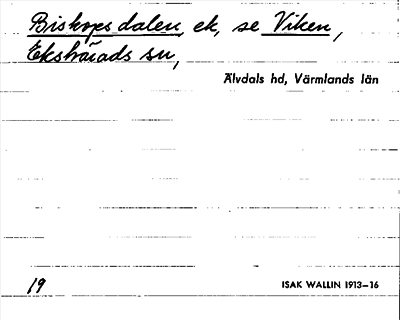 Biskopsdalen, ek, se Viken,
Ekshärads sn,
Älvdals hd, Värmlands län
19
ISAK WALLIN 1913–16